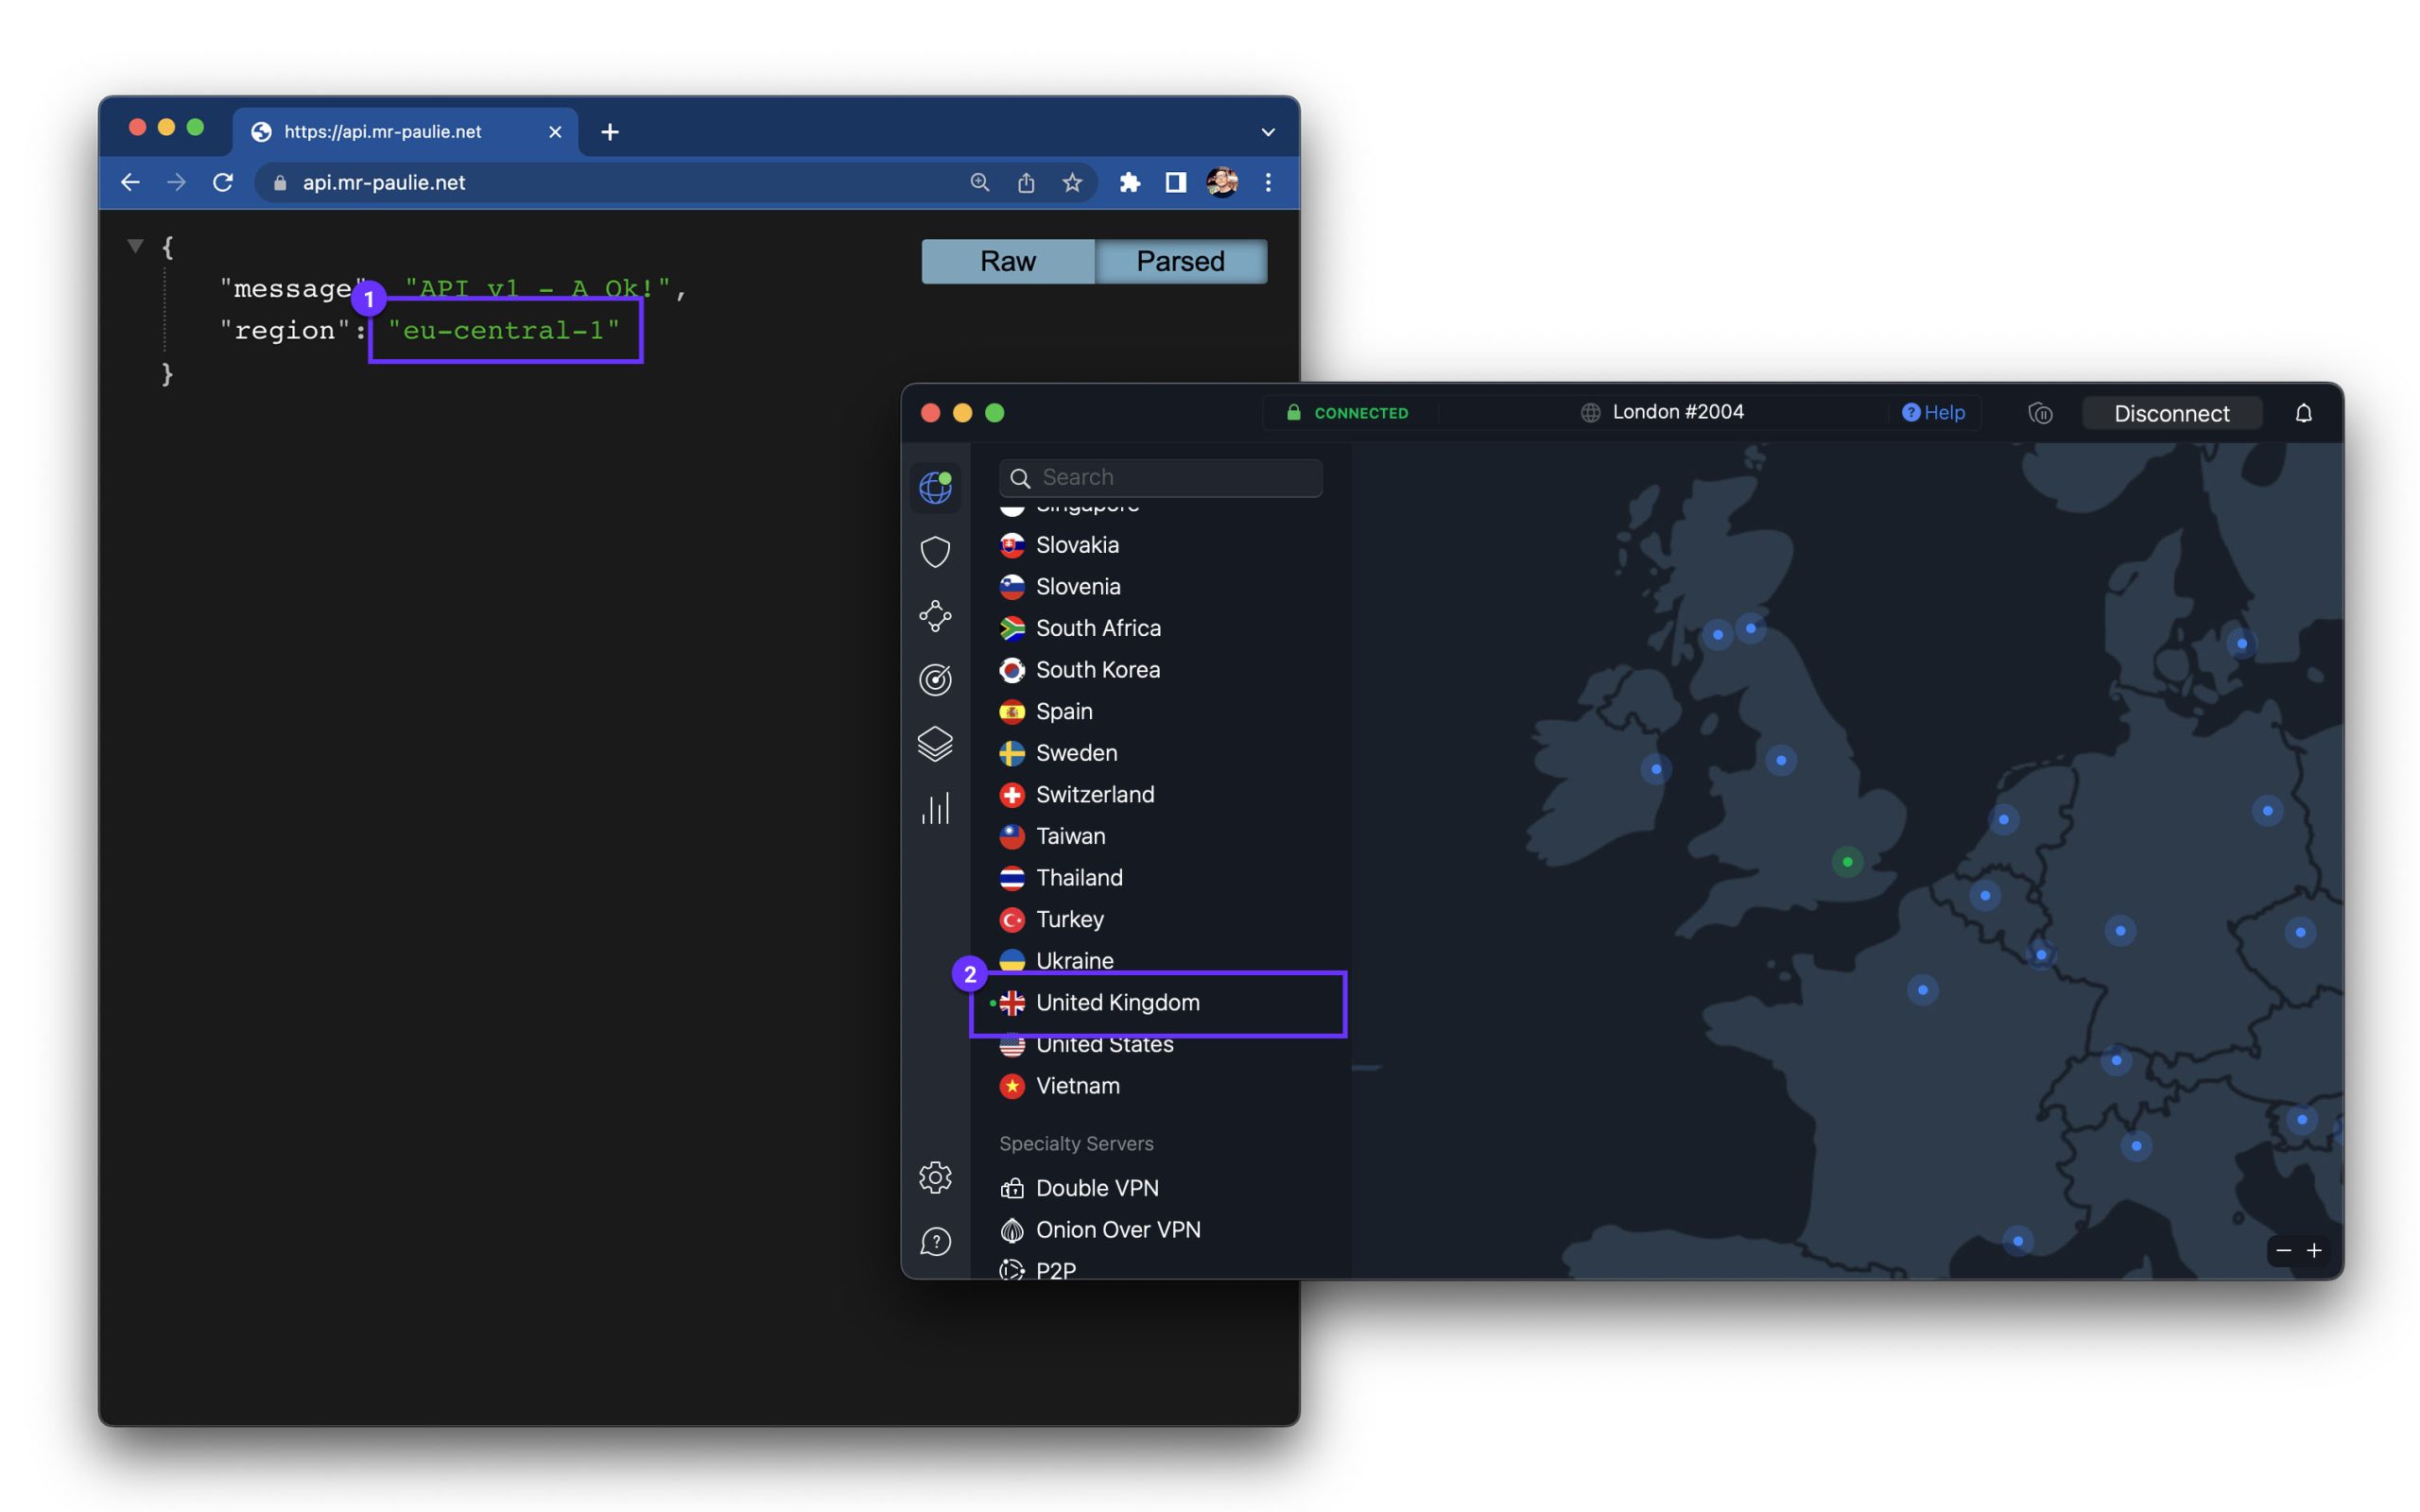 https://api.mr-paulie.net
api.mr-paulie.net
{
Raw Parsed
"message": "API v1 - A Ok!",
1
"region": "eu-central-1"
}
CONNECTED London #2004 Help Disconnect
Search
Singapore
Slovakia
Slovenia
South Africa
South Korea
Spain
Sweden
Switzerland
Taiwan
Thailand
Turkey
Ukraine
2
United Kingdom
United States
Vietnam
Specialty Servers
Double VPN
Onion Over VPN
P2P